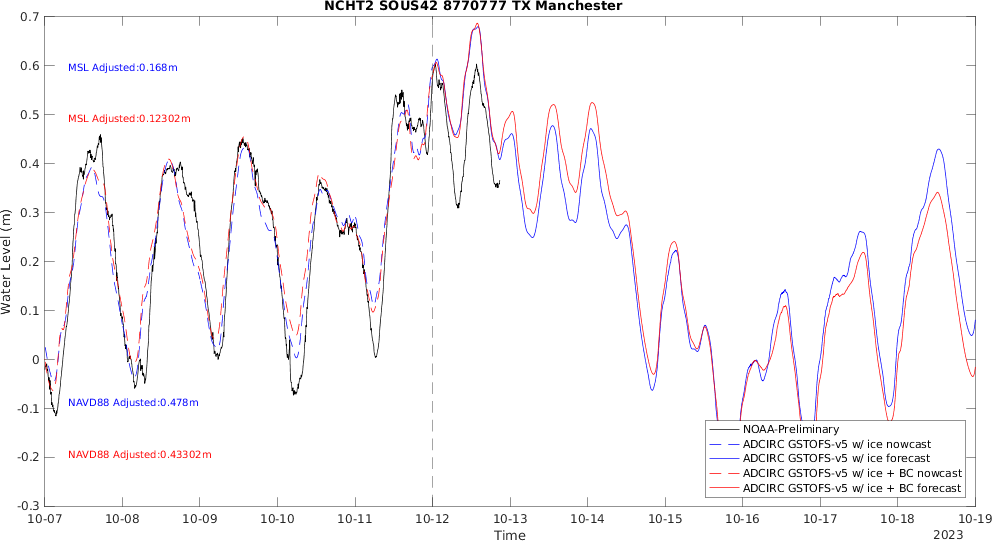 NCHT2 SOUS42 8770777 TX Manchester
0.7
0.6
0.5
0.4
0.3
0.2
0.1
0
-0.1
-0.2
-0.3
Water Level (m)
MSL Adjusted:0.168m
MSL Adjusted:0.12302m
NAVD88 Adjusted:0.478m
NAVD88 Adjusted:0.43302m
NOAA-Preliminary
ADCIRC GSTOFS-v5 w/ ice nowcast
ADCIRC GSTOFS-v5 w/ ice forecast
ADCIRC GSTOFS-v5 w/ ice + BC nowcast
ADCIRC GSTOFS-v5 w/ ice + BC forecast
10-07 10-08 10-09 10-10 10-11 10-12 10-13 10-14 10-15 10-16 10-17 10-18 10-19
Time
2023